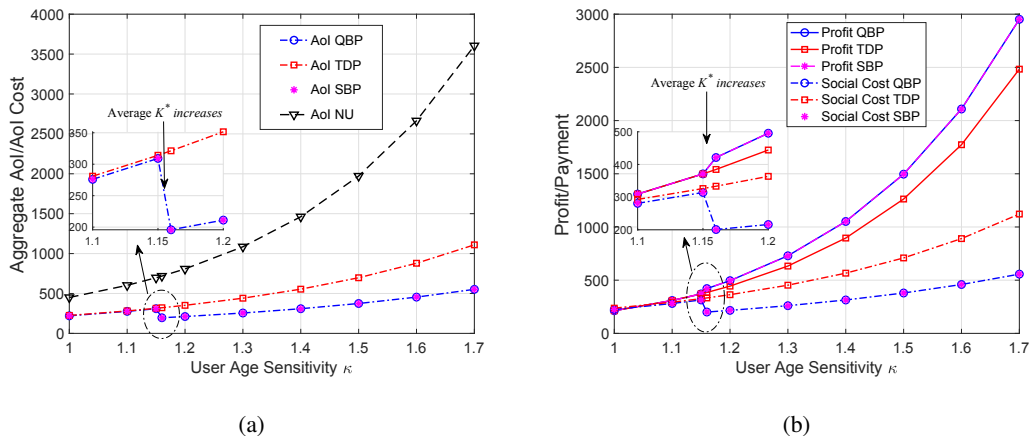 4000
3500
3000
2500
2000
1500
1000
500
0
Aggregate AoI/AoI Cost
AoI QBP
AoI TDP
AoI SBP
AoI NU
Average K* increases
350
300
250
200
1.1
1.15
1.2
1
1.1
1.2
1.3
1.4
1.5
1.6
1.7
User Age Sensitivity κ
(a)
3000
2500
2000
1500
1000
500
0
Profit/Payment
Profit QBP
Profit TDP
Profit SBP
Social Cost QBP
Social Cost TDP
Social Cost SBP
Average K* increases
500
400
300
200
1.1
1.15
1.2
1
1.1
1.2
1.3
1.4
1.5
1.6
1.7
User Age Sensitivity κ
(b)